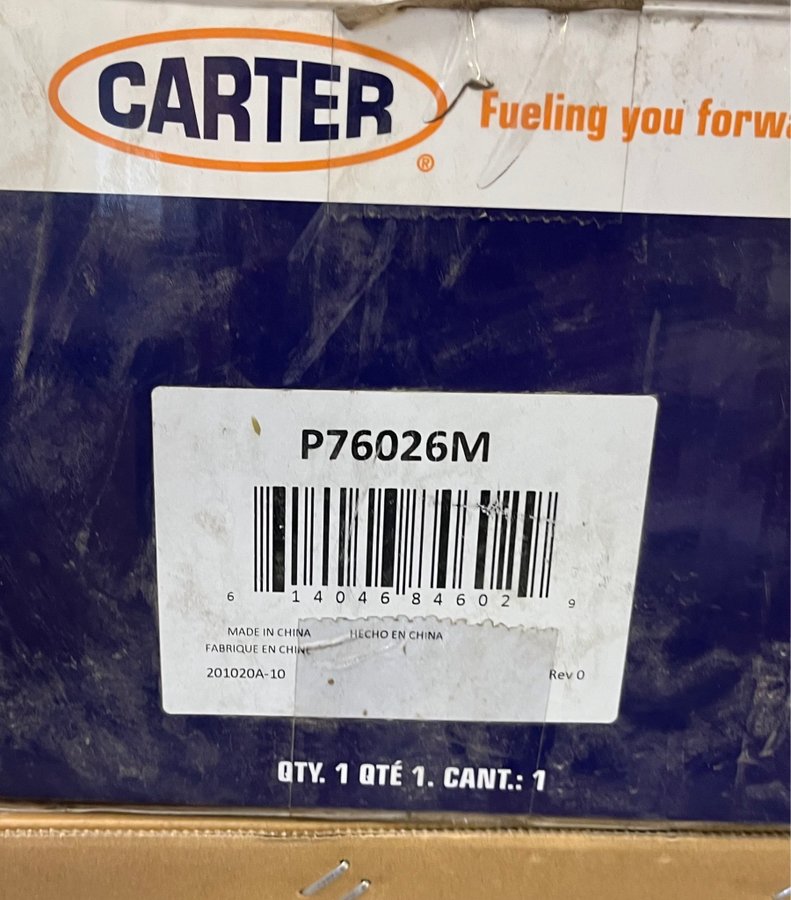 CARTER
®
Fueling you forwa
P76026M
6 14046 84602 9
MADE IN CHINA HECHO EN CHINA
FABRIQUE EN CHINE
201020A-10 Rev 0
QTY. 1 QTÉ 1. CANT.: 1